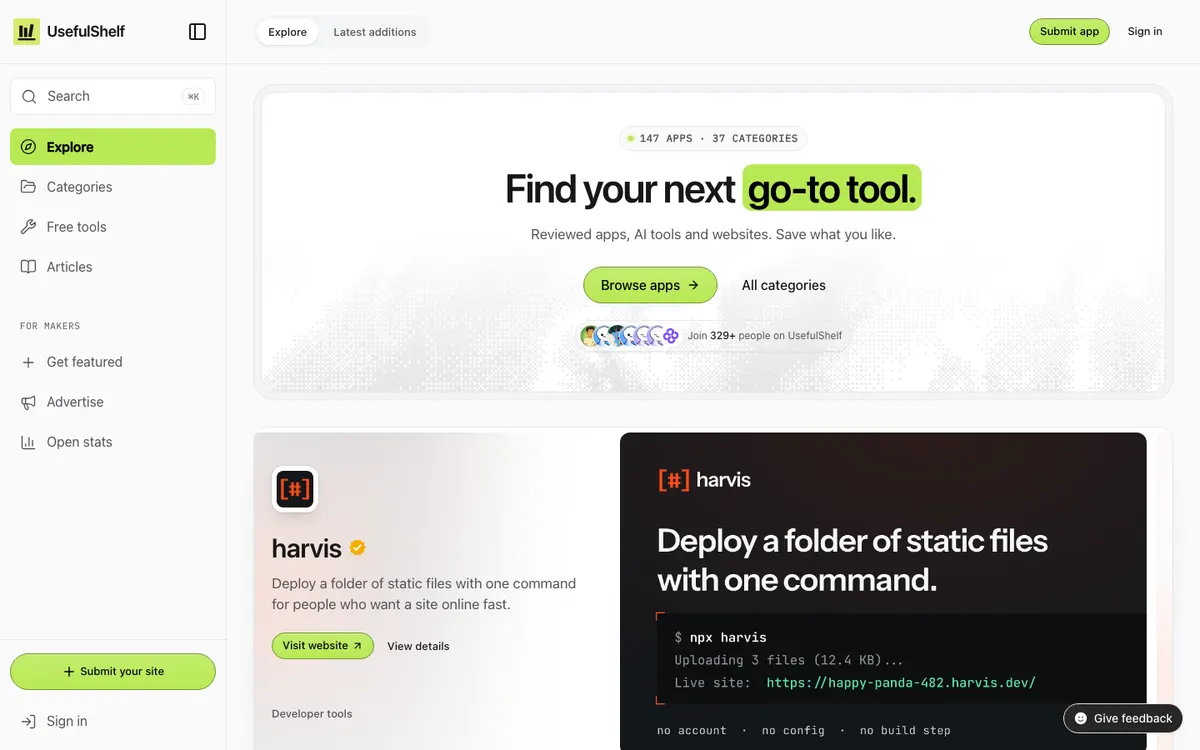 UsefulShelf
Search
⌘K
Explore
Categories
Free tools
Articles
FOR MAKERS
Get featured
Advertise
Open stats
Submit your site
Sign in
Explore
Latest additions
Submit app
Sign in
147 APPS · 37 CATEGORIES
Find your next go-to tool.
Reviewed apps, AI tools and websites. Save what you like.
Browse apps →
All categories
Join 329+ people on UsefulShelf
[#]
harvis
Deploy a folder of static files with one command
for people who want a site online fast.
Visit website ↗
View details
Developer tools
[#] harvis
Deploy a folder of static files
with one command.
$ npx harvis
Uploading 3 files (12.4 KB)...
Live site: https://happy-panda-482.harvis.dev/
no account · no config · no build step
Give feedback